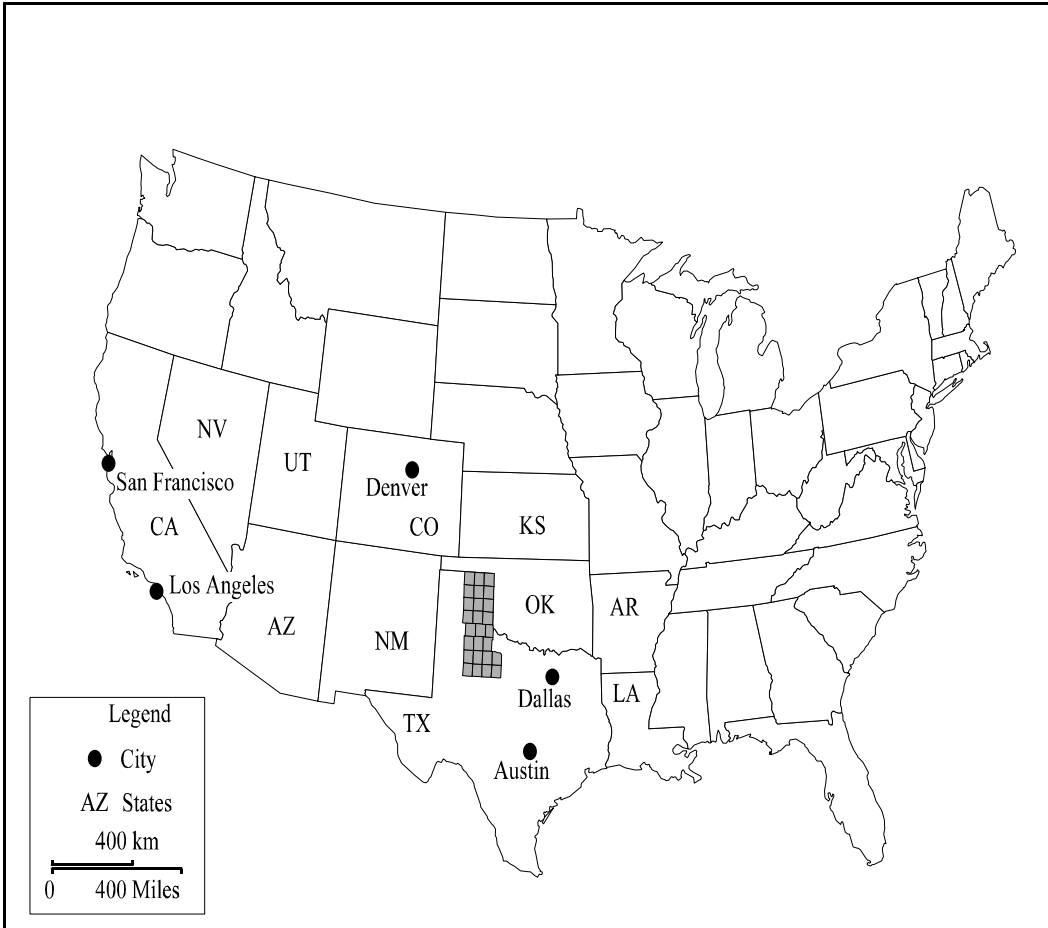 NV
UT
San Francisco
Denver
CA
CO
KS
Los Angeles
OK
AR
AZ
NM
LA
Dallas
TX
Austin
Legend
City
AZ States
400 km
0 400 Miles